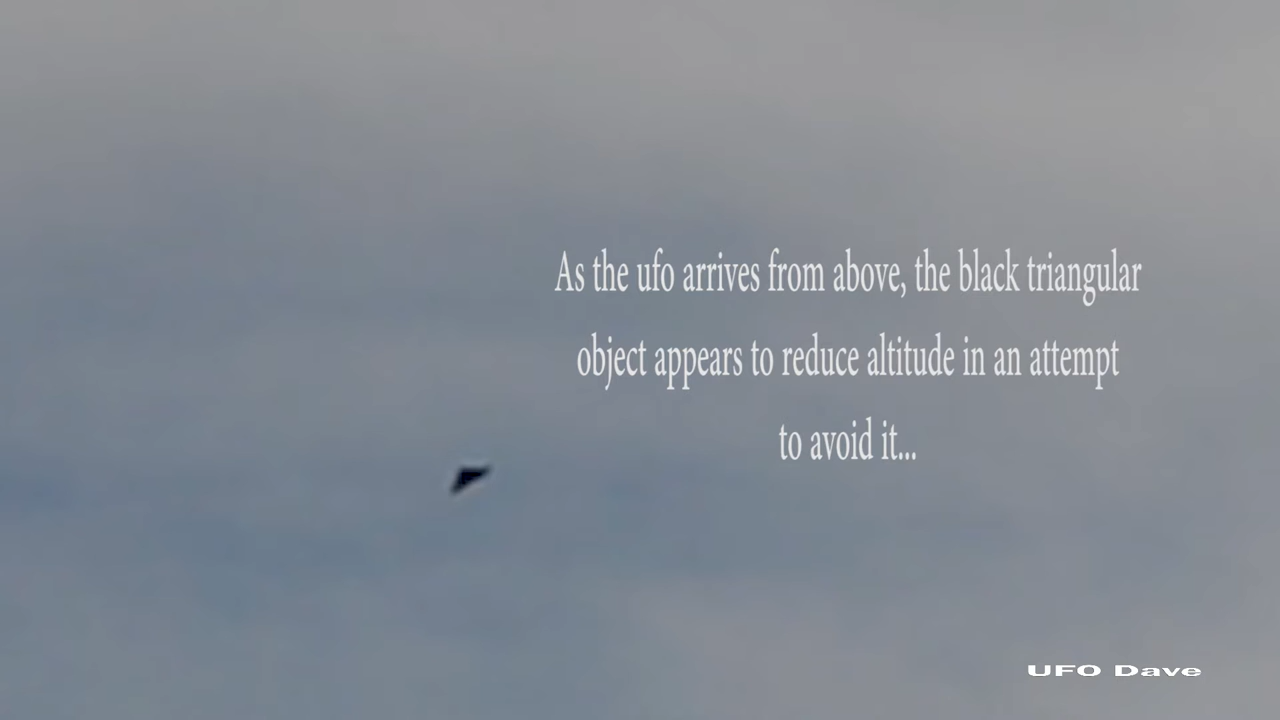 As the ufo arrives from above, the black triangular
object appears to reduce altitude in an attempt
to avoid it...
UFO Dave